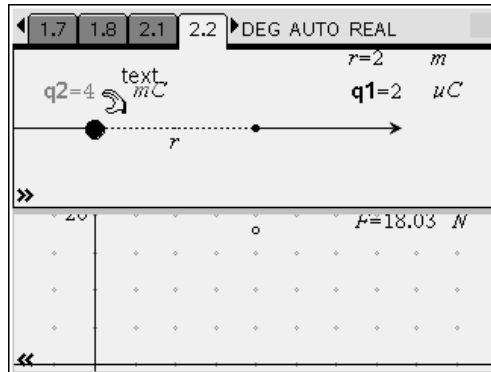 1.7 1.8 2.1 2.2 DEG AUTO REAL
r=2 m
text
q2=4 mC q1=2 μC
r
20 F=18.03 N